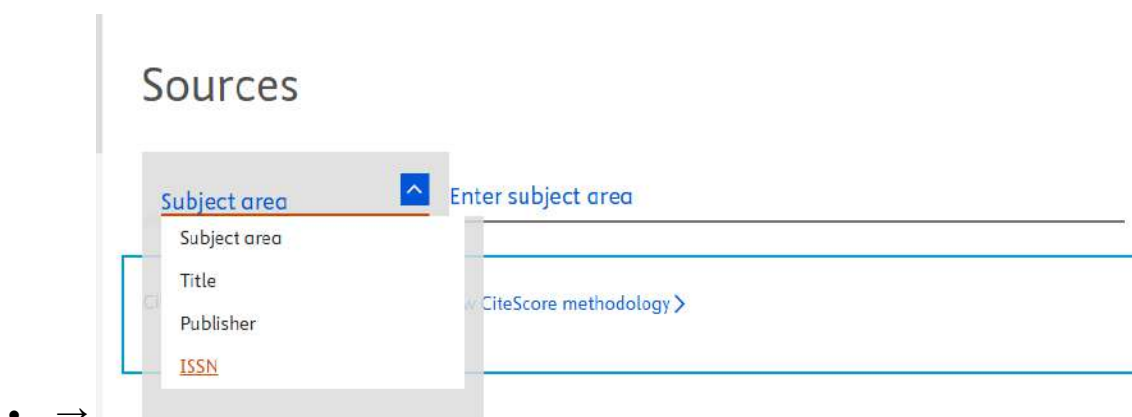 Sources
Subject area
Enter subject area
Subject area
Title
CiteScore methodology >
Publisher
ISSN
• →